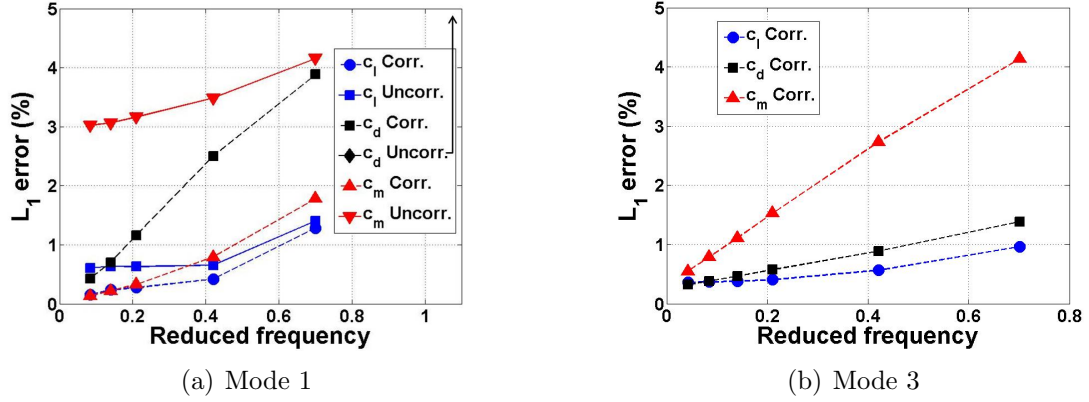 5
4
3
2
1
0
L1 error (%)
0 0.2 0.4 0.6 0.8 1
Reduced frequency
cl Corr.
cl Uncorr.
cd Corr.
cd Uncorr.
cm Corr.
cm Uncorr.
(a) Mode 1
5
4
3
2
1
0
L1 error (%)
0 0.2 0.4 0.6 0.8
Reduced frequency
cl Corr.
cd Corr.
cm Corr.
(b) Mode 3